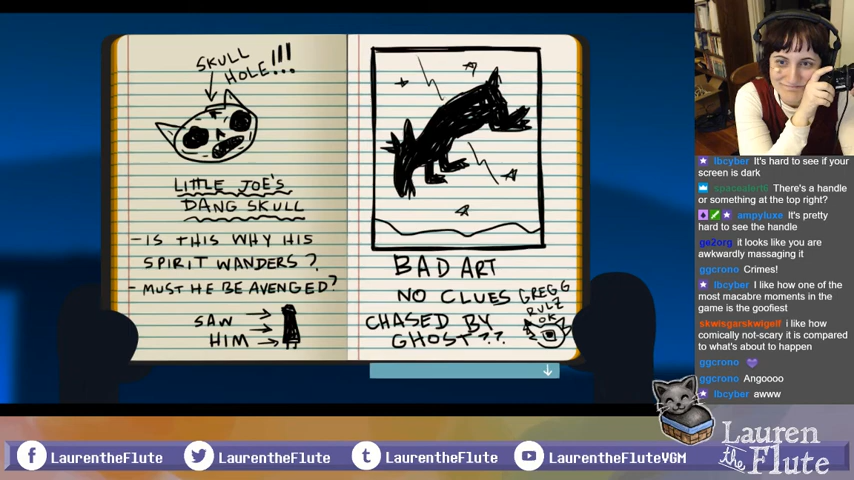 SKULL
HOLE!!!
LITTLE JOE'S
DANG SKULL
-IS THIS WHY HIS
SPIRIT WANDERS?
-MUST HE BE AVENGED?
SAW
HIM
BAD ART
NO CLUES
CHASED BY
GHOST??
GREGG
RULZ
OK
lbcyber It's hard to see if your
screen is dark
spacealert6 There's a handle
or something at the top right?
ampyluxe It's pretty
hard to see the handle
ge2org it looks like you are
awkwardly massaging it
ggcrono Crimes!
lbcyber I like how one of the
most macabre moments in the
game is the goofiest
skwisgarskwigelf i like how
comically not-scary it is compared
to what's about to happen
ggcrono
ggcrono Angoooo
lbcyber awww
LaurentheFlute
LaurentheFlute
LaurentheFlute
LaurentheFluteVGM
Lauren
the Flute